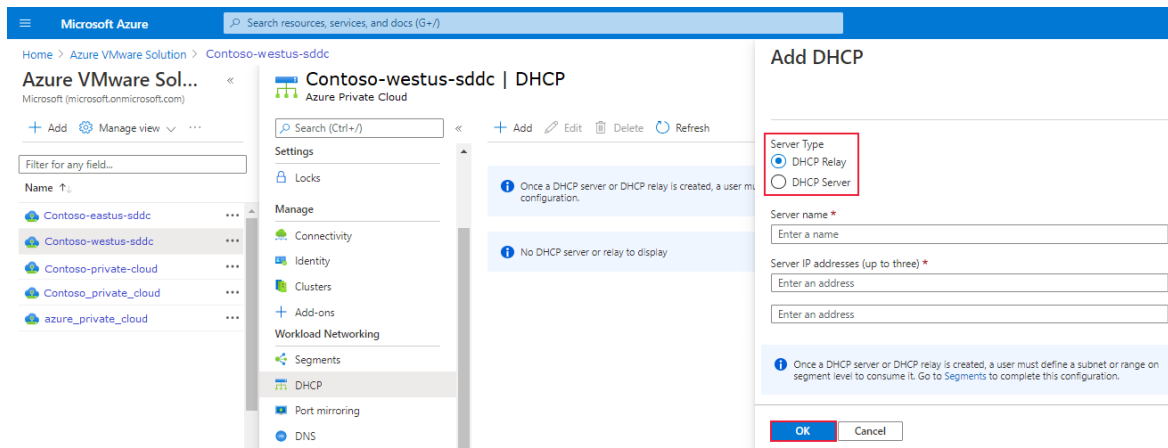 Microsoft Azure
Search resources, services, and docs (G+/)
Home > Azure VMware Solution > Contoso-westus-sddc
Azure VMware Sol...
Microsoft (microsoft.onmicrosoft.com)
Add Manage view
Filter for any field...
Name
Contoso-eastus-sddc
Contoso-westus-sddc
Contoso-private-cloud
Contoso_private_cloud
azure_private_cloud
Contoso-westus-sddc | DHCP
Azure Private Cloud
Search (Ctrl+/)
Settings
Locks
Manage
Connectivity
Identity
Clusters
Add-ons
Workload Networking
Segments
DHCP
Port mirroring
DNS
Add Edit Delete Refresh
Once a DHCP server or DHCP relay is created, a user mu
configuration.
No DHCP server or relay to display
Add DHCP
Server Type
DHCP Relay
DHCP Server
Server name *
Enter a name
Server IP addresses (up to three) *
Enter an address
Enter an address
Once a DHCP server or DHCP relay is created, a user must define a subnet or range on
segment level to consume it. Go to Segments to complete this configuration.
OK Cancel